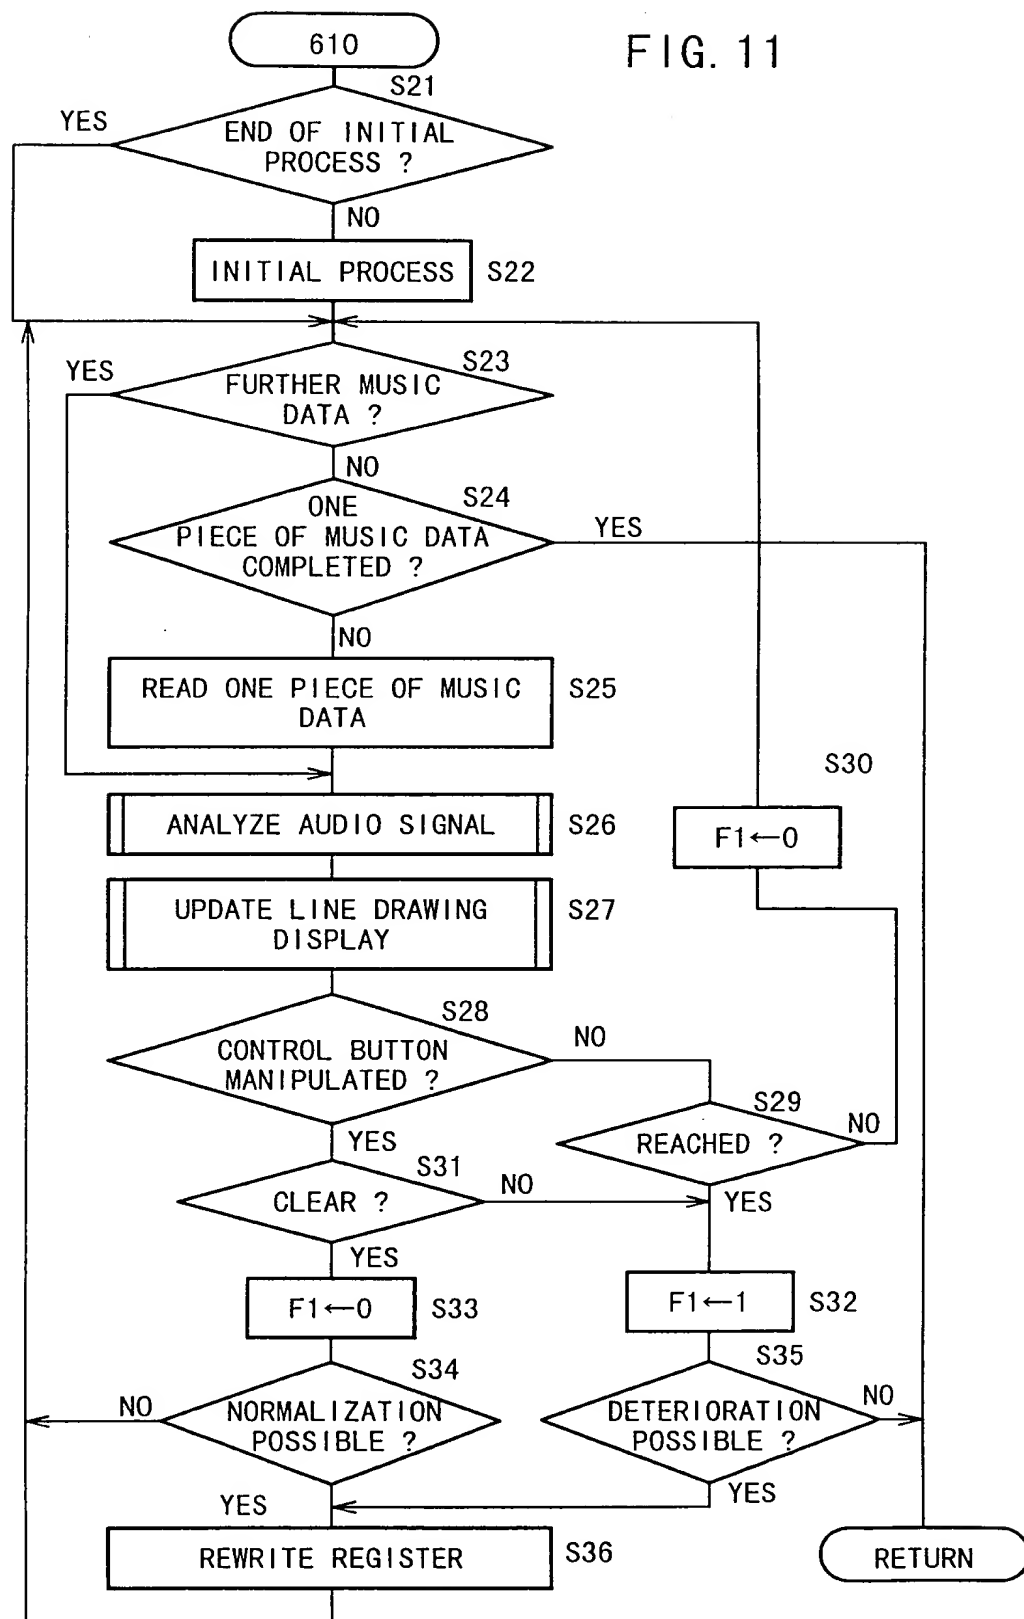 610
FIG. 11
S21
YES
END OF INITIAL
PROCESS ?
NO
INITIAL PROCESS
S22
S23
YES
FURTHER MUSIC
DATA ?
NO
S24
ONE
PIECE OF MUSIC DATA
COMPLETED ?
YES
NO
READ ONE PIECE OF MUSIC
DATA
S25
S30
ANALYZE AUDIO SIGNAL
S26
F1←0
UPDATE LINE DRAWING
DISPLAY
S27
S28
CONTROL BUTTON
MANIPULATED ?
NO
S29
REACHED ?
NO
YES
S31
CLEAR ?
NO
YES
YES
F1←0
S33
F1←1
S32
S34
NORMALIZATION
POSSIBLE ?
NO
S35
DETERIORATION
POSSIBLE ?
NO
YES
YES
REWRITE REGISTER
S36
RETURN